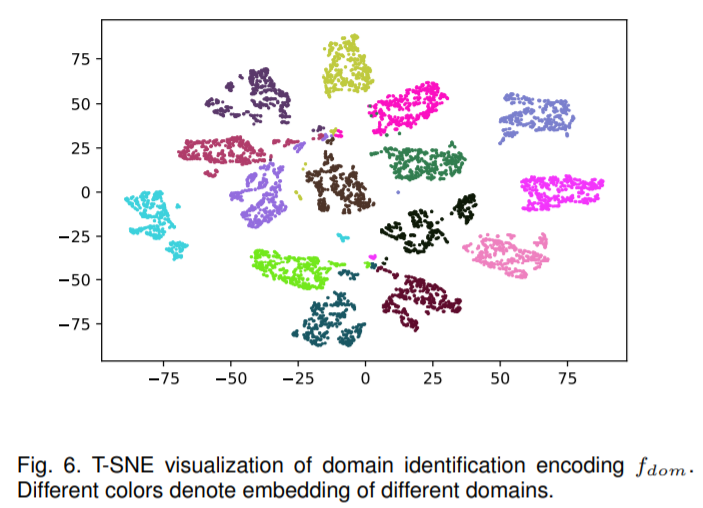 75
50
25
0
−25
−50
−75
−75 −50 −25 0 25 50 75
Fig. 6. T-SNE visualization of domain identification encoding f_dom.
Different colors denote embedding of different domains.